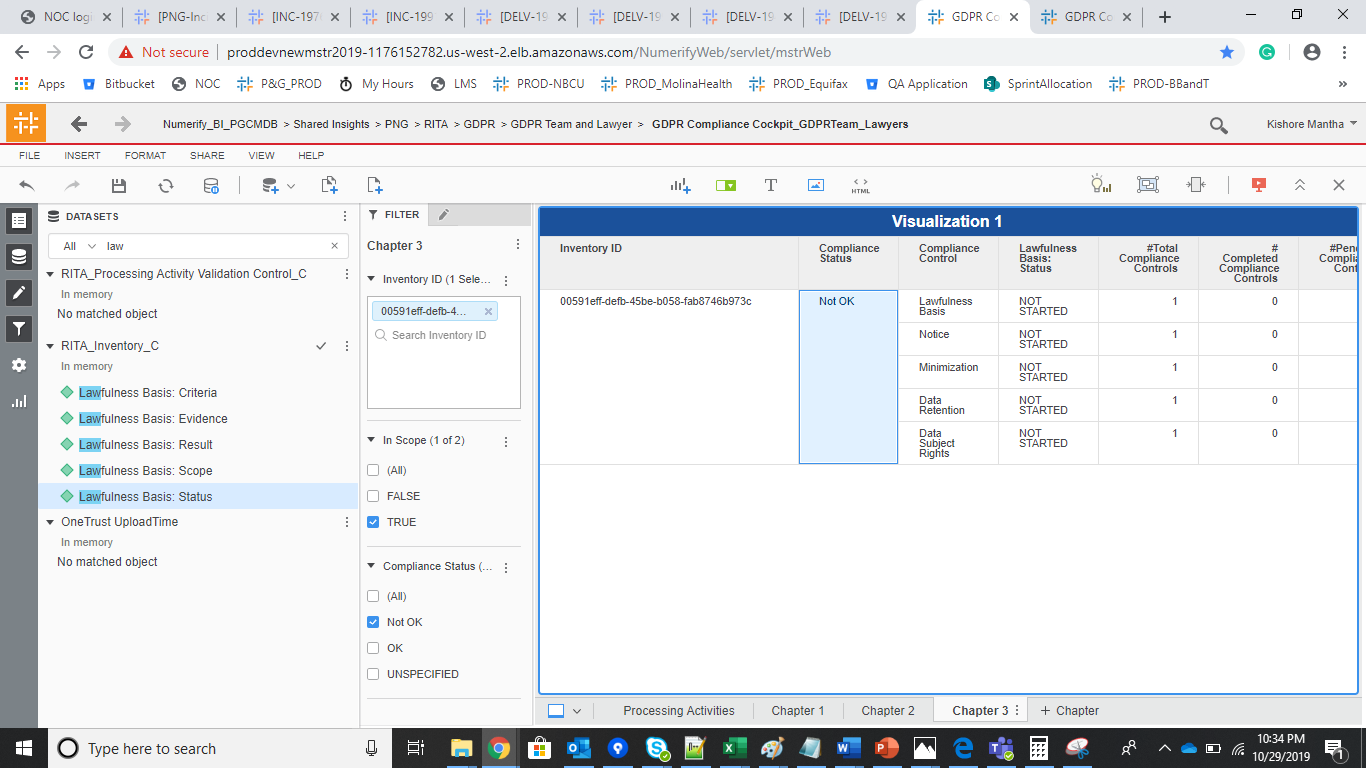 NOC logi
[PNG-Inc
[INC-197
[INC-199
[DELV-19
[DELV-19
[DELV-19
[DELV-19
GDPR Co
GDPR Co
Not secure
proddevnewmstr2019-1176152782.us-west-2.elb.amazonaws.com/NumerifyWeb/servlet/mstrWeb
Apps Bitbucket NOC P&G_PROD My Hours LMS PROD-NBCU PROD_MolinaHealth PROD_Equifax QA Application SprintAllocation PROD-BBandT »
Numerify_BI_PGCMDB > Shared Insights > PNG > RITA > GDPR > GDPR Team and Lawyer > GDPR Compliance Cockpit_GDPRTeam_Lawyers
Kishore Mantha
FILE INSERT FORMAT SHARE VIEW HELP
HTML
DATASETS
All law
RITA_Processing Activity Validation Control_C
In memory
No matched object
RITA_Inventory_C
In memory
Lawfulness Basis: Criteria
Lawfulness Basis: Evidence
Lawfulness Basis: Result
Lawfulness Basis: Scope
Lawfulness Basis: Status
OneTrust UploadTime
In memory
No matched object
FILTER
Chapter 3
Inventory ID (1 Sele...
00591eff-defb-4...
Search Inventory ID
In Scope (1 of 2)
(All)
FALSE
TRUE
Compliance Status (...
(All)
Not OK
OK
UNSPECIFIED
Visualization 1
Inventory ID
Compliance
Status
Compliance
Control
Lawfulness
Basis:
Status
#Total
Compliance
Controls
#
Completed
Compliance
Controls
#Pen
Complia
Cont
00591eff-defb-45be-b058-fab8746b973c
Not OK
Lawfulness
Basis
NOT
STARTED
1 0
Notice
NOT
STARTED
1 0
Minimization
NOT
STARTED
1 0
Data
Retention
NOT
STARTED
1 0
Data
Subject
Rights
NOT
STARTED
1 0
Processing Activities Chapter 1 Chapter 2 Chapter 3 + Chapter
Type here to search
10:34 PM
10/29/2019
1